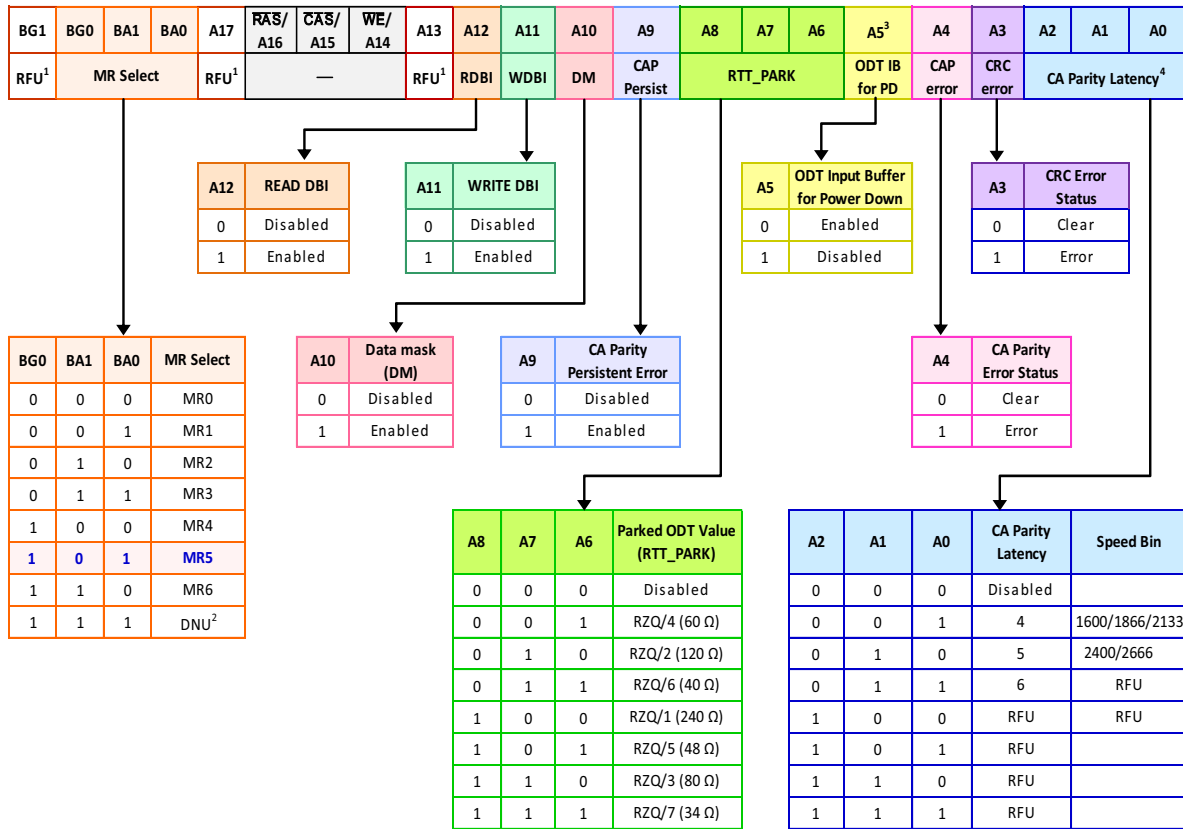 BG1 BG0 BA1 BA0 A17 RAS/ CAS/ WE/ A13 A12 A11 A10 A9 A8 A7 A6 A5³ A4 A3 A2 A1 A0
A16 A15 A14
RFU¹ MR Select RFU¹ — RFU¹ RDBI WDBI DM CAP RTT_PARK ODT IB CAP CRC CA Parity Latency⁴
Persist for PD error error
A12 READ DBI
0 Disabled
1 Enabled
A11 WRITE DBI
0 Disabled
1 Enabled
A5 ODT Input Buffer
for Power Down
0 Enabled
1 Disabled
A3 CRC Error
Status
0 Clear
1 Error
BG0 BA1 BA0 MR Select
0 0 0 MR0
0 0 1 MR1
0 1 0 MR2
0 1 1 MR3
1 0 0 MR4
1 0 1 MR5
1 1 0 MR6
1 1 1 DNU²
A10 Data mask
(DM)
0 Disabled
1 Enabled
A9 CA Parity
Persistent Error
0 Disabled
1 Enabled
A4 CA Parity
Error Status
0 Clear
1 Error
A8 A7 A6 Parked ODT Value
(RTT_PARK)
0 0 0 Disabled
0 0 1 RZQ/4 (60 Ω)
0 1 0 RZQ/2 (120 Ω)
0 1 1 RZQ/6 (40 Ω)
1 0 0 RZQ/1 (240 Ω)
1 0 1 RZQ/5 (48 Ω)
1 1 0 RZQ/3 (80 Ω)
1 1 1 RZQ/7 (34 Ω)
A2 A1 A0 CA Parity Speed Bin
Latency
0 0 0 Disabled
0 0 1 4 1600/1866/2133
0 1 0 5 2400/2666
0 1 1 6 RFU
1 0 0 RFU RFU
1 0 1 RFU
1 1 0 RFU
1 1 1 RFU